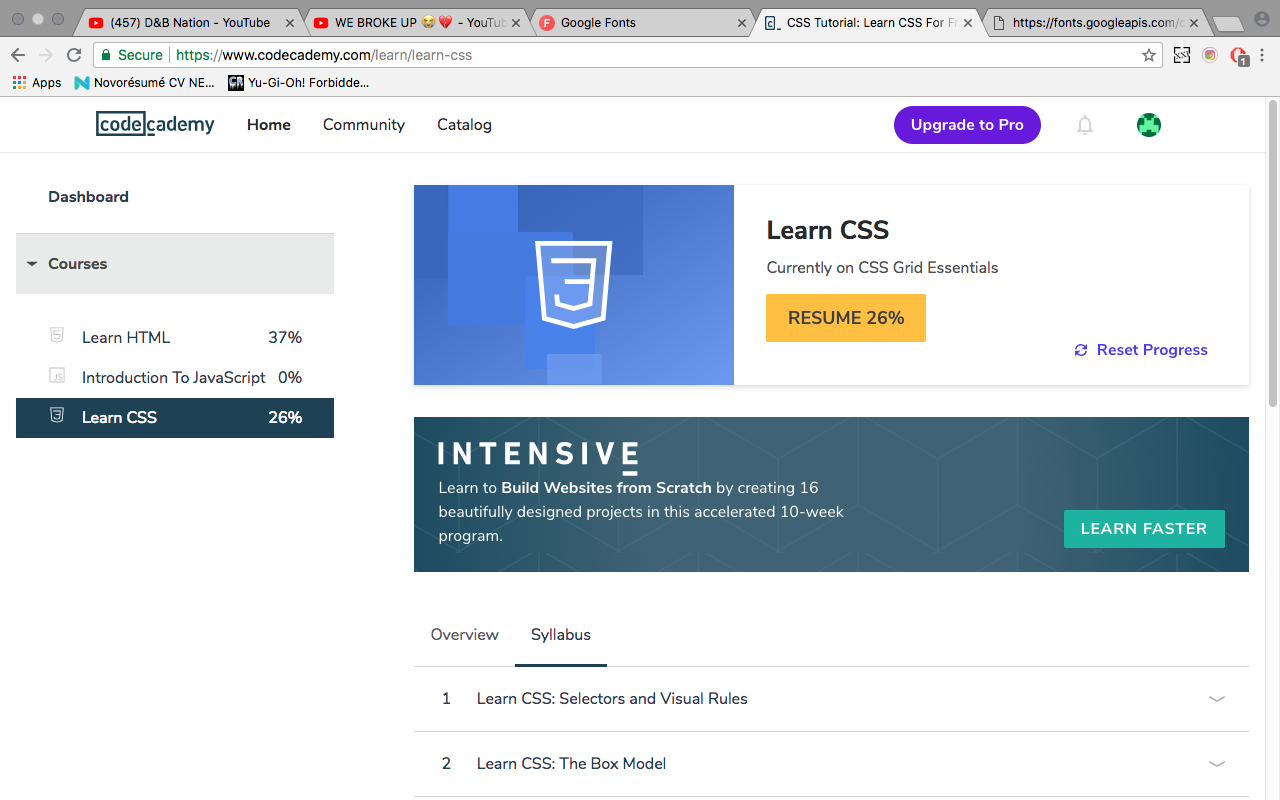 (457) D&B Nation - YouTube
WE BROKE UP 😭💔 - YouTub
Google Fonts
CSS Tutorial: Learn CSS For Fr
https://fonts.googleapis.com/c
Secure
https://www.codecademy.com/learn/learn-css
1
Apps
Novorésumé CV NE...
Yu-Gi-Oh! Forbidde...
codecademy
Home
Community
Catalog
Upgrade to Pro
Dashboard
Courses
Learn HTML 37%
JS Introduction To JavaScript 0%
Learn CSS 26%
Learn CSS
Currently on CSS Grid Essentials
RESUME 26%
Reset Progress
INTENSIVE
Learn to Build Websites from Scratch by creating 16
beautifully designed projects in this accelerated 10-week
program.
LEARN FASTER
Overview
Syllabus
1 Learn CSS: Selectors and Visual Rules
2 Learn CSS: The Box Model